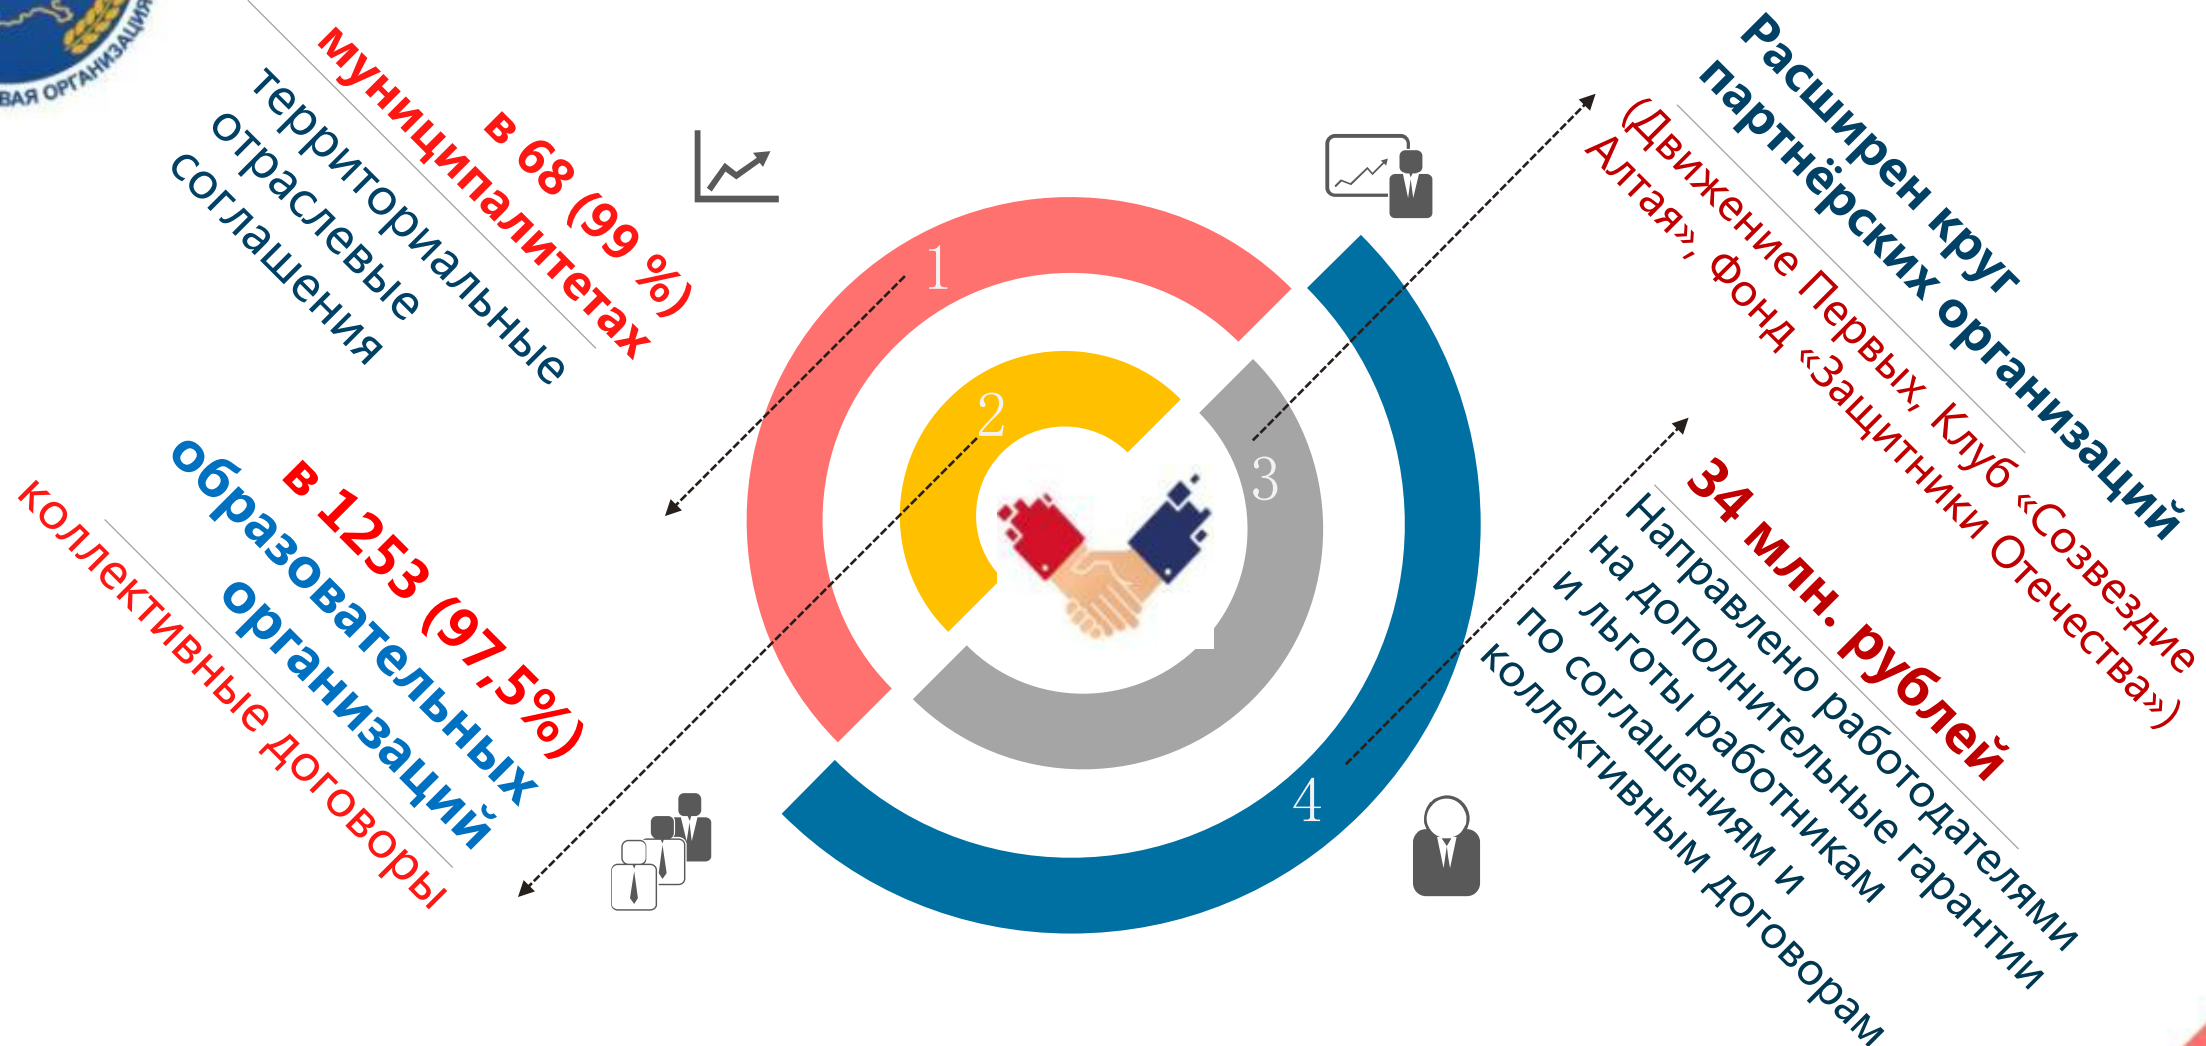 ВАЯ ОРГАНИЗАЦИЯ
в 68 (99 %)
муниципалитетах
территориальные
отраслевые
соглашения
в 1253 (97,5%)
образовательных
организаций
коллективные договоры
1
2
3
4
Расширен круг
партнёрских организаций
(Движение Первых, Клуб «Созвездие
Алтая», Фонд «Защитники Отечества»)
34 млн. рублей
Направлено работодателями
на дополнительные гарантии
и льготы работникам
по соглашениям и
коллективным договорам